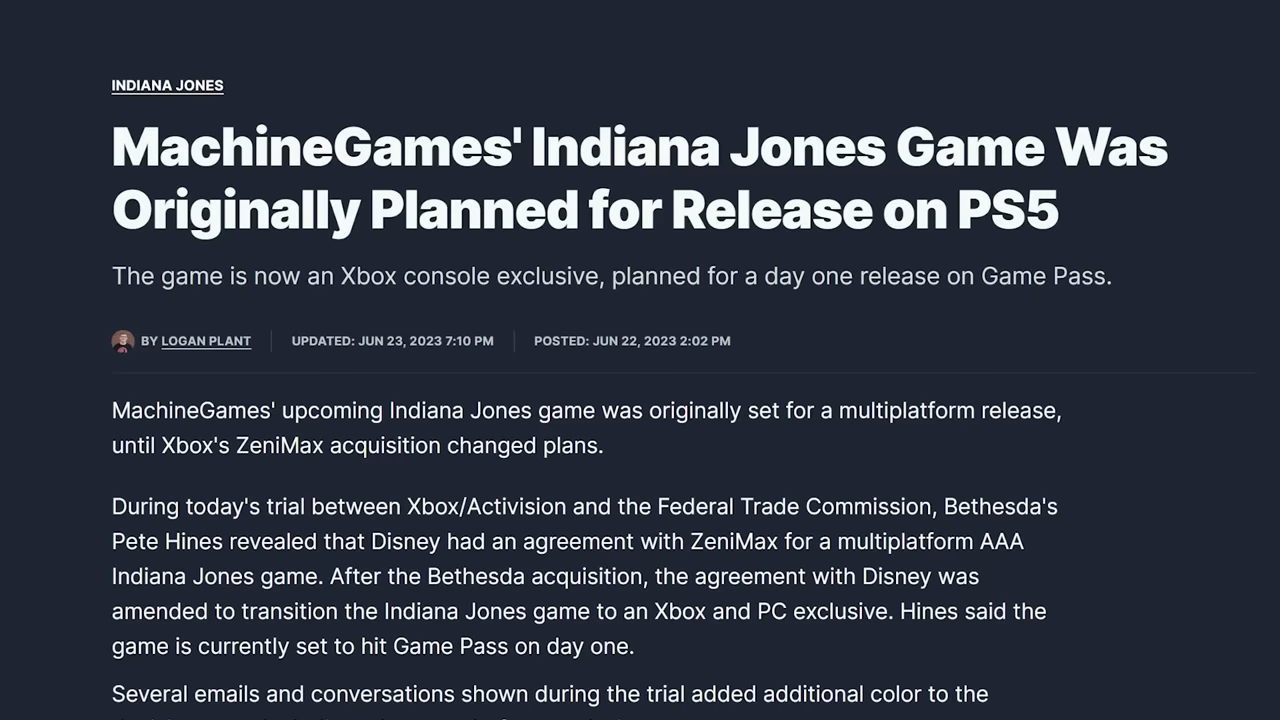 INDIANA JONES
MachineGames' Indiana Jones Game Was
Originally Planned for Release on PS5
The game is now an Xbox console exclusive, planned for a day one release on Game Pass.
BY LOGAN PLANT UPDATED: JUN 23, 2023 7:10 PM POSTED: JUN 22, 2023 2:02 PM
MachineGames' upcoming Indiana Jones game was originally set for a multiplatform release,
until Xbox's ZeniMax acquisition changed plans.
During today's trial between Xbox/Activision and the Federal Trade Commission, Bethesda's
Pete Hines revealed that Disney had an agreement with ZeniMax for a multiplatform AAA
Indiana Jones game. After the Bethesda acquisition, the agreement with Disney was
amended to transition the Indiana Jones game to an Xbox and PC exclusive. Hines said the
game is currently set to hit Game Pass on day one.
Several emails and conversations shown during the trial added additional color to the